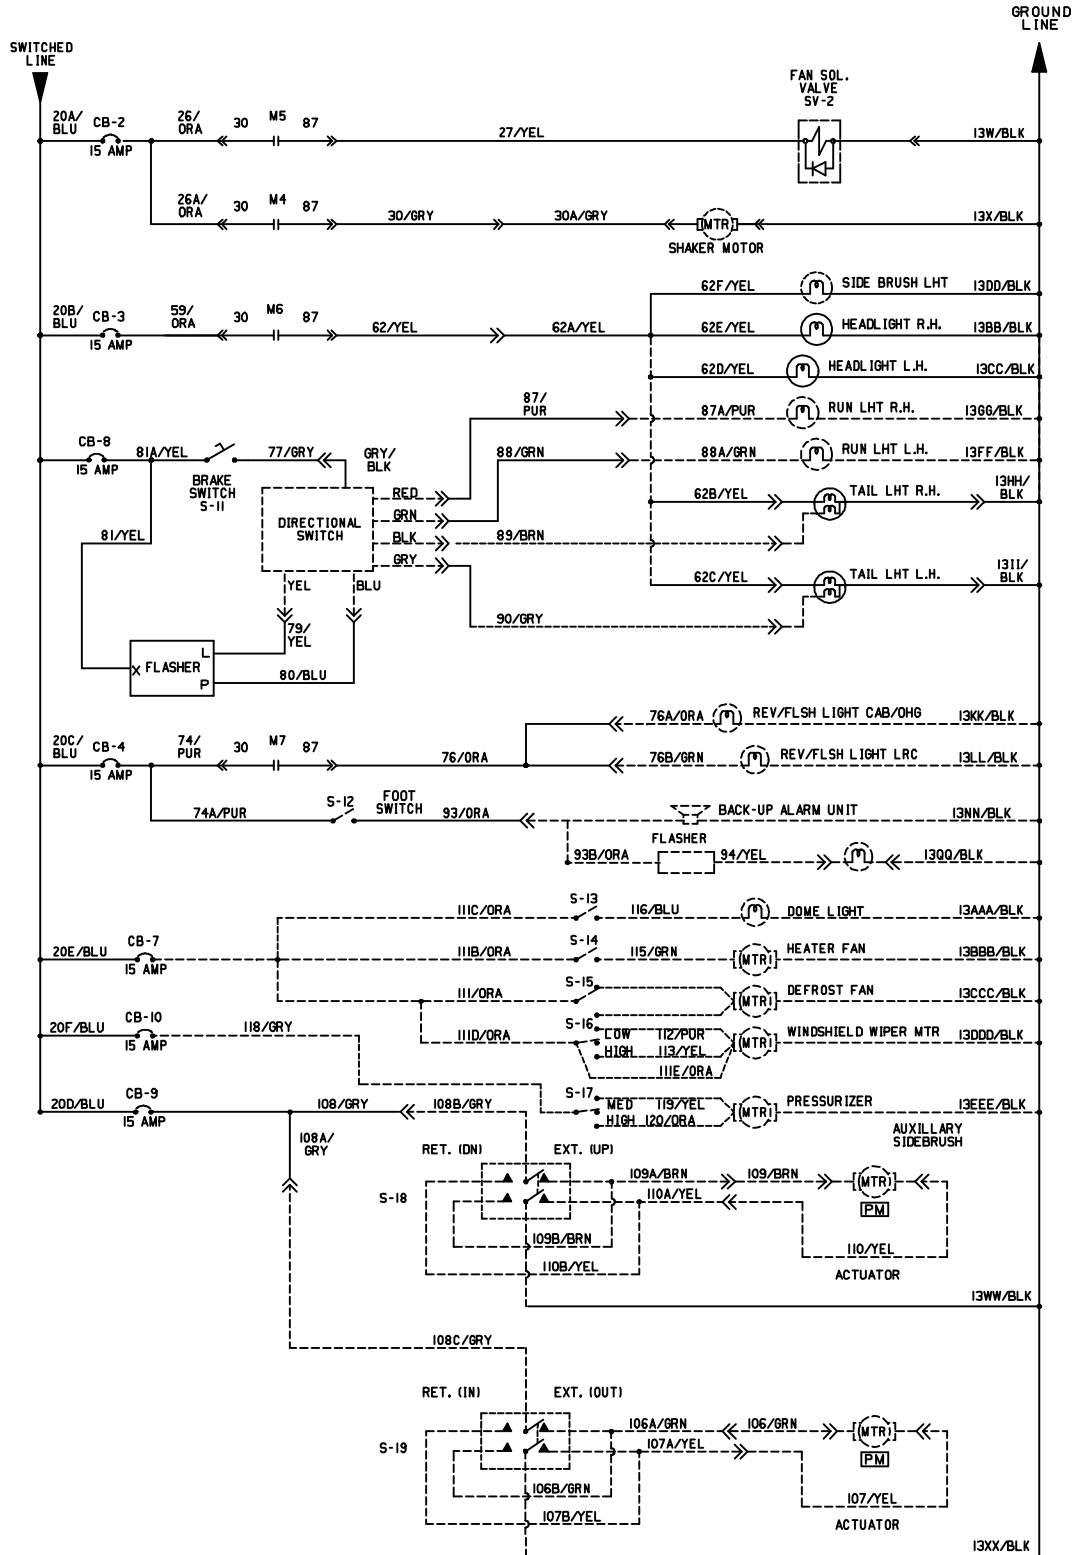 GROUND
LINE
SWITCHED
LINE
FAN SOL.
VALVE
SV-2
20A/
BLU
CB-2
15 AMP
26/
ORA
30
M5
87
27/YEL
13W/BLK
26A/
ORA
30
M4
87
30/GRY
30A/GRY
MTR
13X/BLK
SHAKER MOTOR
62F/YEL
SIDE BRUSH LHT
13DD/BLK
20B/
BLU
CB-3
15 AMP
59/
ORA
30
M6
87
62/YEL
62A/YEL
62E/YEL
HEADLIGHT R.H.
13BB/BLK
62D/YEL
HEADLIGHT L.H.
13CC/BLK
87/
PUR
87A/PUR
RUN LHT R.H.
13GG/BLK
CB-8
15 AMP
81A/YEL
77/GRY
GRY/
BLK
88/GRN
88A/GRN
RUN LHT L.H.
13FF/BLK
BRAKE
SWITCH
S-11
RED
62B/YEL
TAIL LHT R.H.
13HH/
BLK
DIRECTIONAL
SWITCH
GRN
81/YEL
BLK
89/BRN
GRY
62C/YEL
TAIL LHT L.H.
13II/
BLK
YEL
BLU
79/
YEL
90/GRY
FLASHER
X
L
P
80/BLU
76A/ORA
REV/FLSH LIGHT CAB/OHG
13KK/BLK
20C/
BLU
CB-4
15 AMP
74/
PUR
30
M7
87
76/ORA
76B/GRN
REV/FLSH LIGHT LRC
13LL/BLK
74A/PUR
S-12
FOOT
SWITCH
93/ORA
BACK-UP ALARM UNIT
13NN/BLK
FLASHER
93B/ORA
94/YEL
13QQ/BLK
111C/ORA
S-13
116/BLU
DOME LIGHT
13AAA/BLK
20E/BLU
CB-7
15 AMP
111B/ORA
S-14
115/GRN
MTR
HEATER FAN
13BBB/BLK
111/ORA
S-15
MTR
DEFROST FAN
13CCC/BLK
20F/BLU
CB-10
15 AMP
118/GRY
111D/ORA
S-16
LOW
112/PUR
HIGH
113/YEL
111E/ORA
MTR
WINDSHIELD WIPER MTR
13DDD/BLK
20D/BLU
CB-9
15 AMP
108/GRY
108B/GRY
S-17
MED
119/YEL
HIGH
120/ORA
MTR
PRESSURIZER
13EEE/BLK
108A/
GRY
AUXILLARY
SIDEBRUSH
RET. (DN)
EXT. (UP)
109A/BRN
109/BRN
MTR
PM
S-18
110A/YEL
109B/BRN
110B/YEL
110/YEL
ACTUATOR
13WW/BLK
108C/GRY
RET. (IN)
EXT. (OUT)
106A/GRN
106/GRN
MTR
PM
S-19
107A/YEL
106B/GRN
107B/YEL
107/YEL
ACTUATOR
13XX/BLK